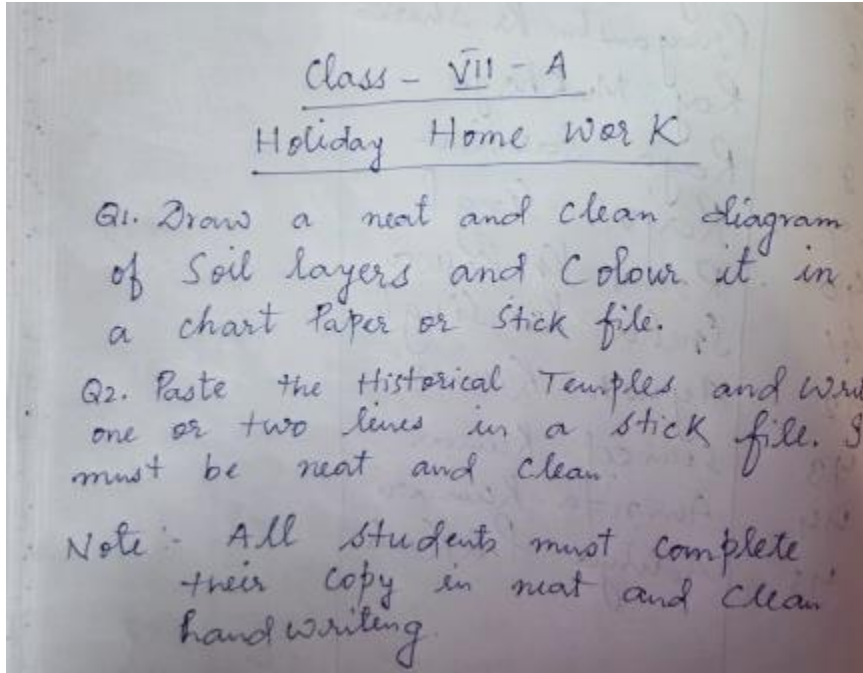 Class - VII - A
Holiday Home Work
Q1. Draw a neat and clean diagram
of Soil layers and Colour it in
a chart Paper or Stick file.
Q2. Paste the Historical Temples and
one or two lines in a stick file.
must be neat and clean.
Note :- All students must complete
their copy in neat and clean
handwriting.